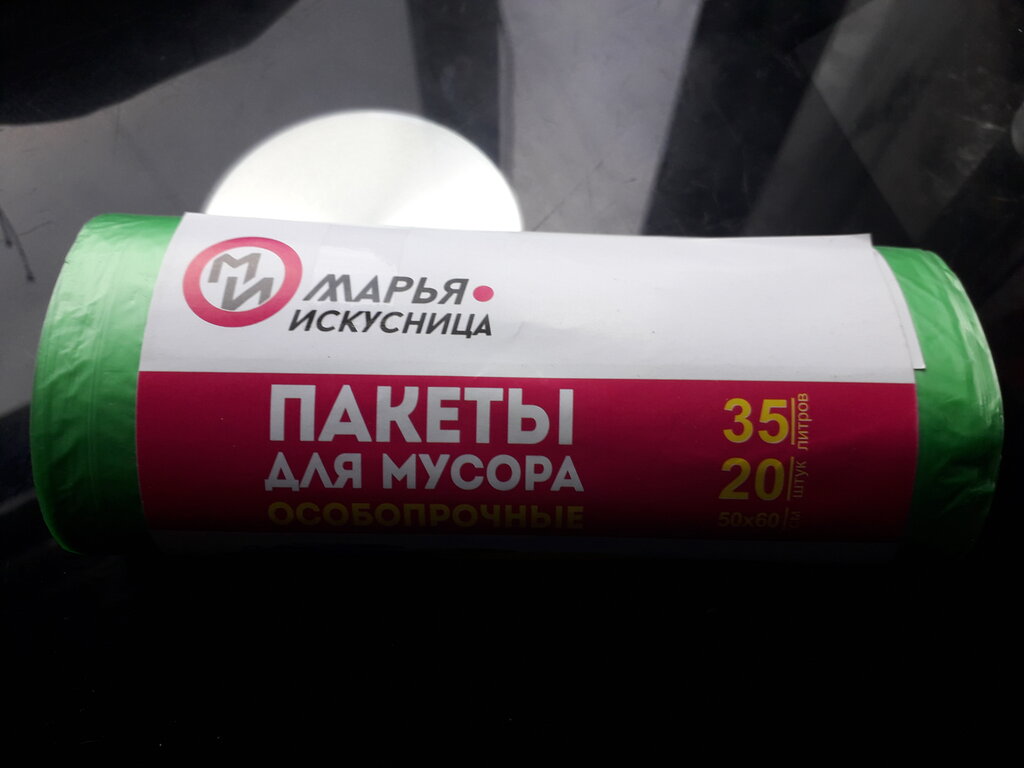 МИ
МАРЬЯ
ИСКУСНИЦА
ПАКЕТЫ
ДЛЯ МУСОРА
ОСОБОПРОЧНЫЕ
35 литров
20 штук
50x60